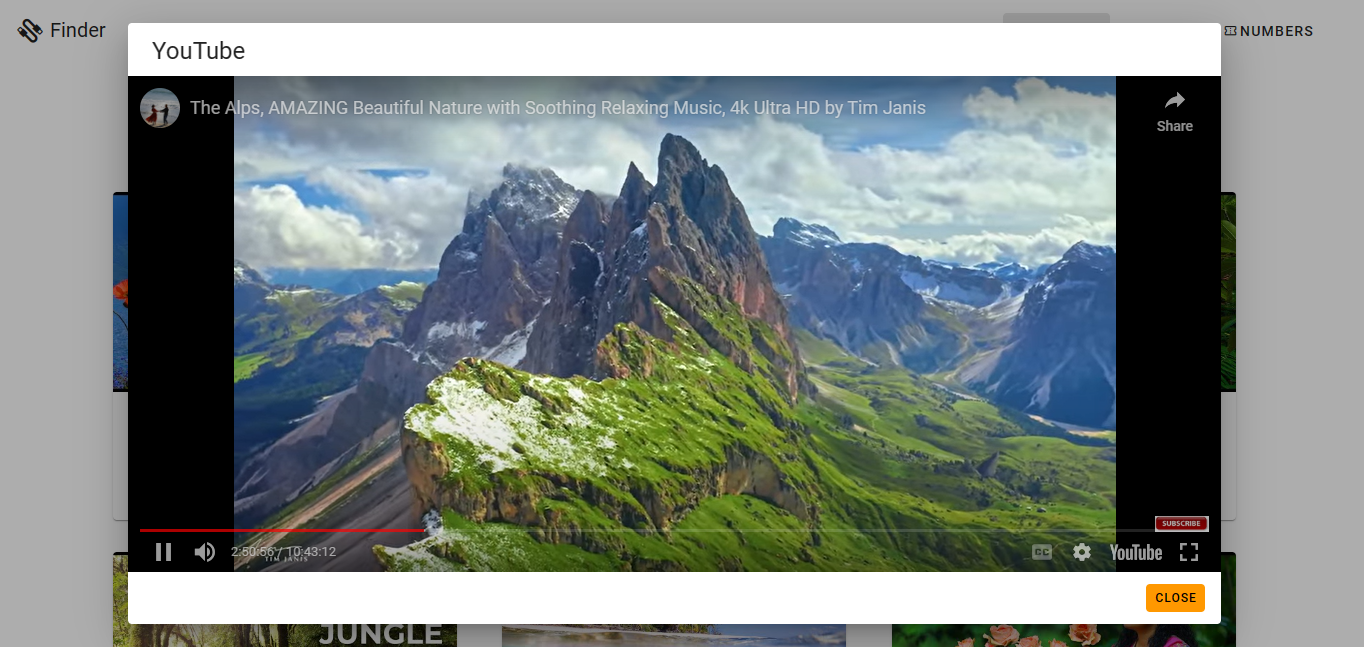 Finder
NUMBERS
YouTube
The Alps, AMAZING Beautiful Nature with Soothing Relaxing Music, 4k Ultra HD by Tim Janis
Share
SUBSCRIBE
2:50:56 / 10:43:12
CC
YouTube
TIM JANIS
CLOSE
JUNGLE